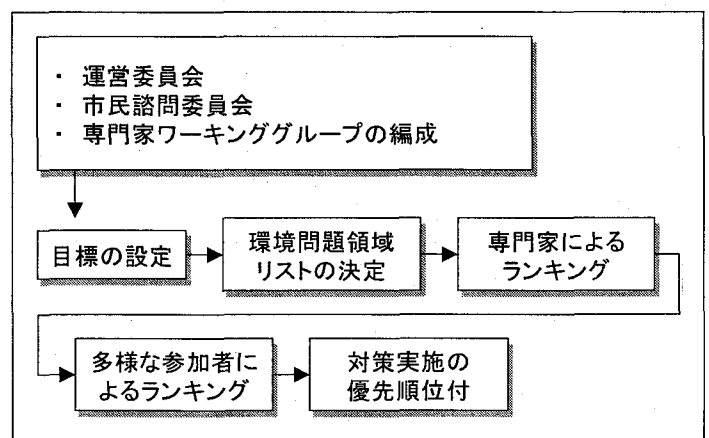 ・ 運営委員会
・ 市民諮問委員会
・ 専門家ワーキンググループの編成
目標の設定
環境問題領域
リストの決定
専門家による
ランキング
多様な参加者に
よるランキング
対策実施の
優先順位付